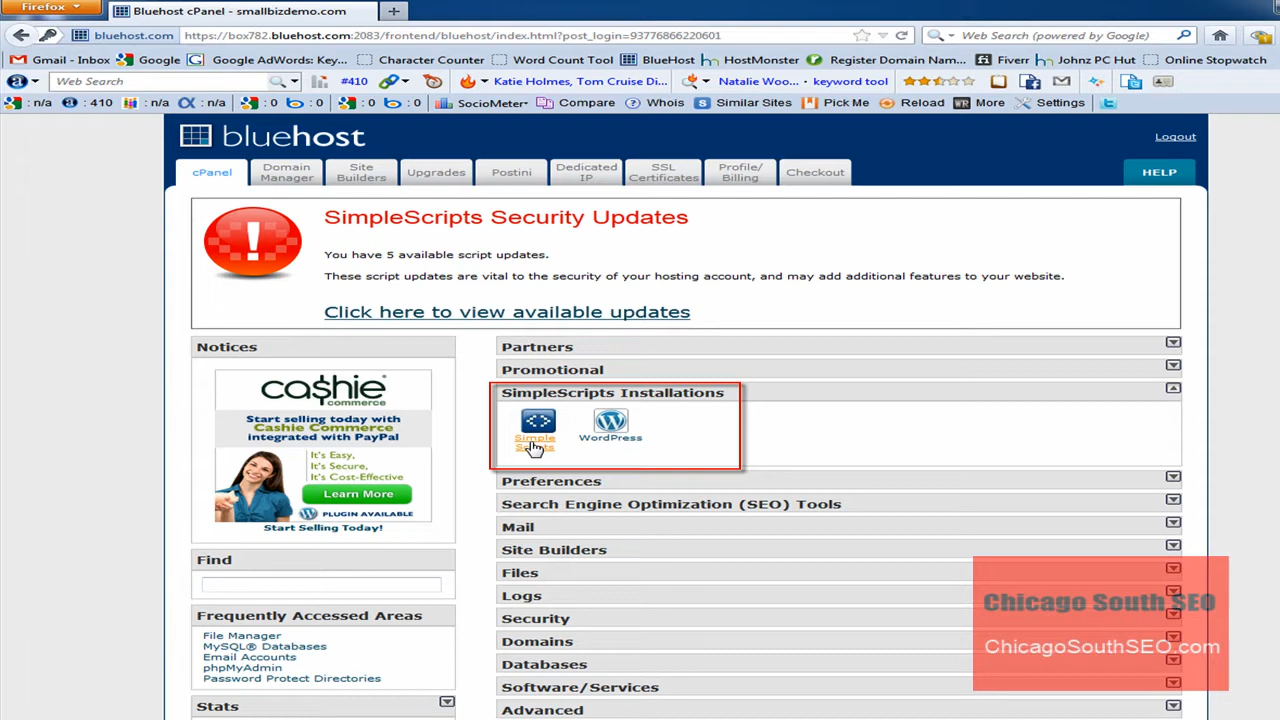 Firefox
Bluehost cPanel - smallbizdemo.com
bluehost.com
https://box782.bluehost.com:2083/frontend/bluehost/index.html?post_login=93776866220601
Web Search (powered by Google)
Gmail - Inbox
Google
Google AdWords: Key...
Character Counter
Word Count Tool
BlueHost
HostMonster
Register Domain Nam...
Fiverr
Johnz PC Hut
Online Stopwatch
Web Search
#410
Katie Holmes, Tom Cruise Di...
Natalie Woo...
keyword tool
: n/a
: 410
: n/a
: n/a
: 0
: 0
: 0
: 0
SocioMeter
Compare
Whois
Similar Sites
Pick Me
Reload
WR More
Settings
bluehost
Logout
cPanel
Domain Manager
Site Builders
Upgrades
Postini
Dedicated IP
SSL Certificates
Profile/ Billing
Checkout
HELP
SimpleScripts Security Updates
You have 5 available script updates.
These script updates are vital to the security of your hosting account, and may add additional features to your website.
Click here to view available updates
Notices
ca$hie
commerce
Start selling today with
Cashie Commerce
integrated with PayPal
It's Easy,
It's Secure,
It's Cost-Effective
Learn More
PLUGIN AVAILABLE
Start Selling Today!
Find
Frequently Accessed Areas
File Manager
MySQL® Databases
Email Accounts
phpMyAdmin
Password Protect Directories
Stats
Partners
Promotional
SimpleScripts Installations
Simple
Scripts
WordPress
Preferences
Search Engine Optimization (SEO) Tools
Mail
Site Builders
Files
Logs
Security
Domains
Databases
Software/Services
Advanced
Chicago South SEO
ChicagoSouthSEO.com